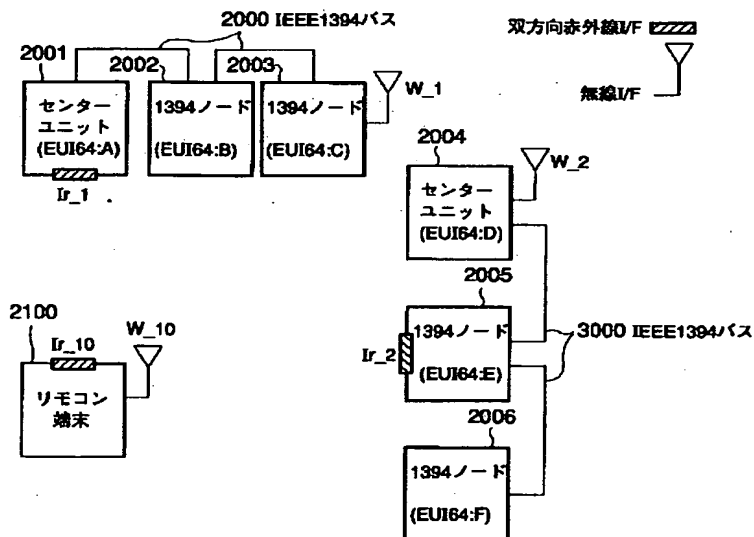 2000 IEEE1394バス
双方向赤外線I/F
2001
2002
2003
W_1
無線I/F
センター
ユニット
(EUI64:A)
1394ノード
(EUI64:B)
1394ノード
(EUI64:C)
Ir_1
2004
W_2
センター
ユニット
(EUI64:D)
2005
1394ノード
(EUI64:E)
Ir_2
3000 IEEE1394バス
2100
Ir_10
W_10
リモコン
端末
2006
1394ノード
(EUI64:F)